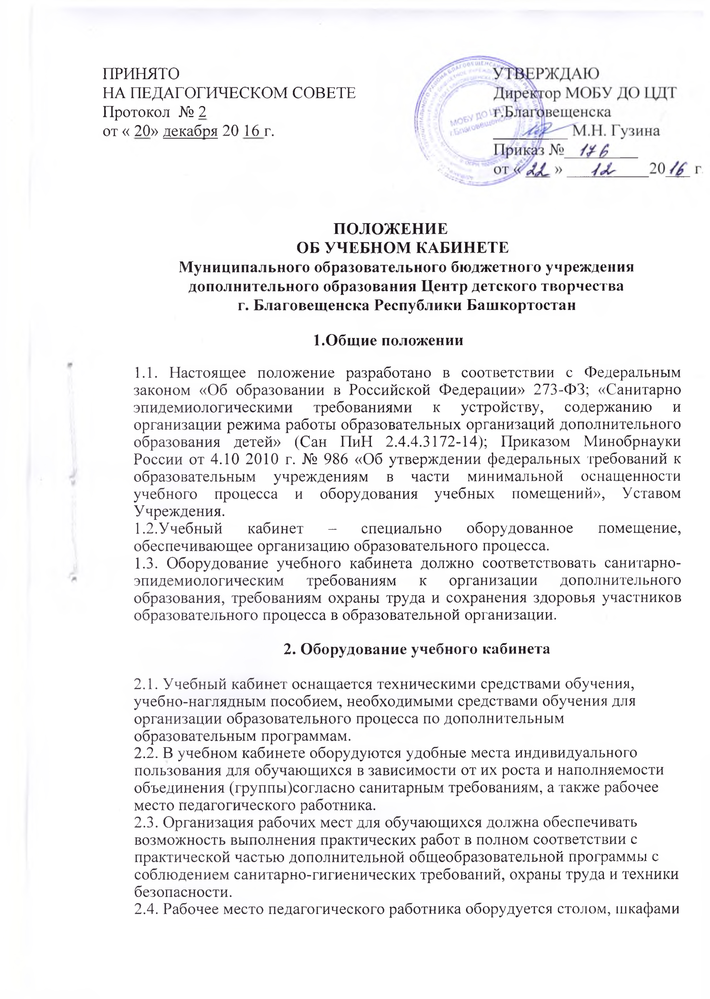 ПРИНЯТО
НА ПЕДАГОГИЧЕСКОМ СОВЕТЕ
Протокол № 2
от « 20» декабря 20 16 г.
УТВЕРЖДАЮ
Директор МОБУ ДО ЦДТ
г.Благовещенска
М.Н. Гузина
Приказ № 176
от « 22 » 12 2016 г.
МОБУ ДО ЦДТ
г.Благовещенска
ПОЛОЖЕНИЕ
ОБ УЧЕБНОМ КАБИНЕТЕ
Муниципального образовательного бюджетного учреждения
дополнительного образования Центр детского творчества
г. Благовещенска Республики Башкортостан
1.Общие положении
1.1. Настоящее положение разработано в соответствии с Федеральным
законом «Об образовании в Российской Федерации» 273-ФЗ; «Санитарно
эпидемиологическими требованиями к устройству, содержанию и
организации режима работы образовательных организаций дополнительного
образования детей» (Сан ПиН 2.4.4.3172-14); Приказом Минобрнауки
России от 4.10 2010 г. № 986 «Об утверждении федеральных требований к
образовательным учреждениям в части минимальной оснащенности
учебного процесса и оборудования учебных помещений», Уставом
Учреждения.
1.2.Учебный кабинет – специально оборудованное помещение,
обеспечивающее организацию образовательного процесса.
1.3. Оборудование учебного кабинета должно соответствовать санитарно-
эпидемиологическим требованиям к организации дополнительного
образования, требованиям охраны труда и сохранения здоровья участников
образовательного процесса в образовательной организации.
2. Оборудование учебного кабинета
2.1. Учебный кабинет оснащается техническими средствами обучения,
учебно-наглядным пособием, необходимыми средствами обучения для
организации образовательного процесса по дополнительным
образовательным программам.
2.2. В учебном кабинете оборудуются удобные места индивидуального
пользования для обучающихся в зависимости от их роста и наполняемости
объединения (группы)согласно санитарным требованиям, а также рабочее
место педагогического работника.
2.3. Организация рабочих мест для обучающихся должна обеспечивать
возможность выполнения практических работ в полном соответствии с
практической частью дополнительной общеобразовательной программы с
соблюдением санитарно-гигиенических требований, охраны труда и техники
безопасности.
2.4. Рабочее место педагогического работника оборудуется столом, шкафами